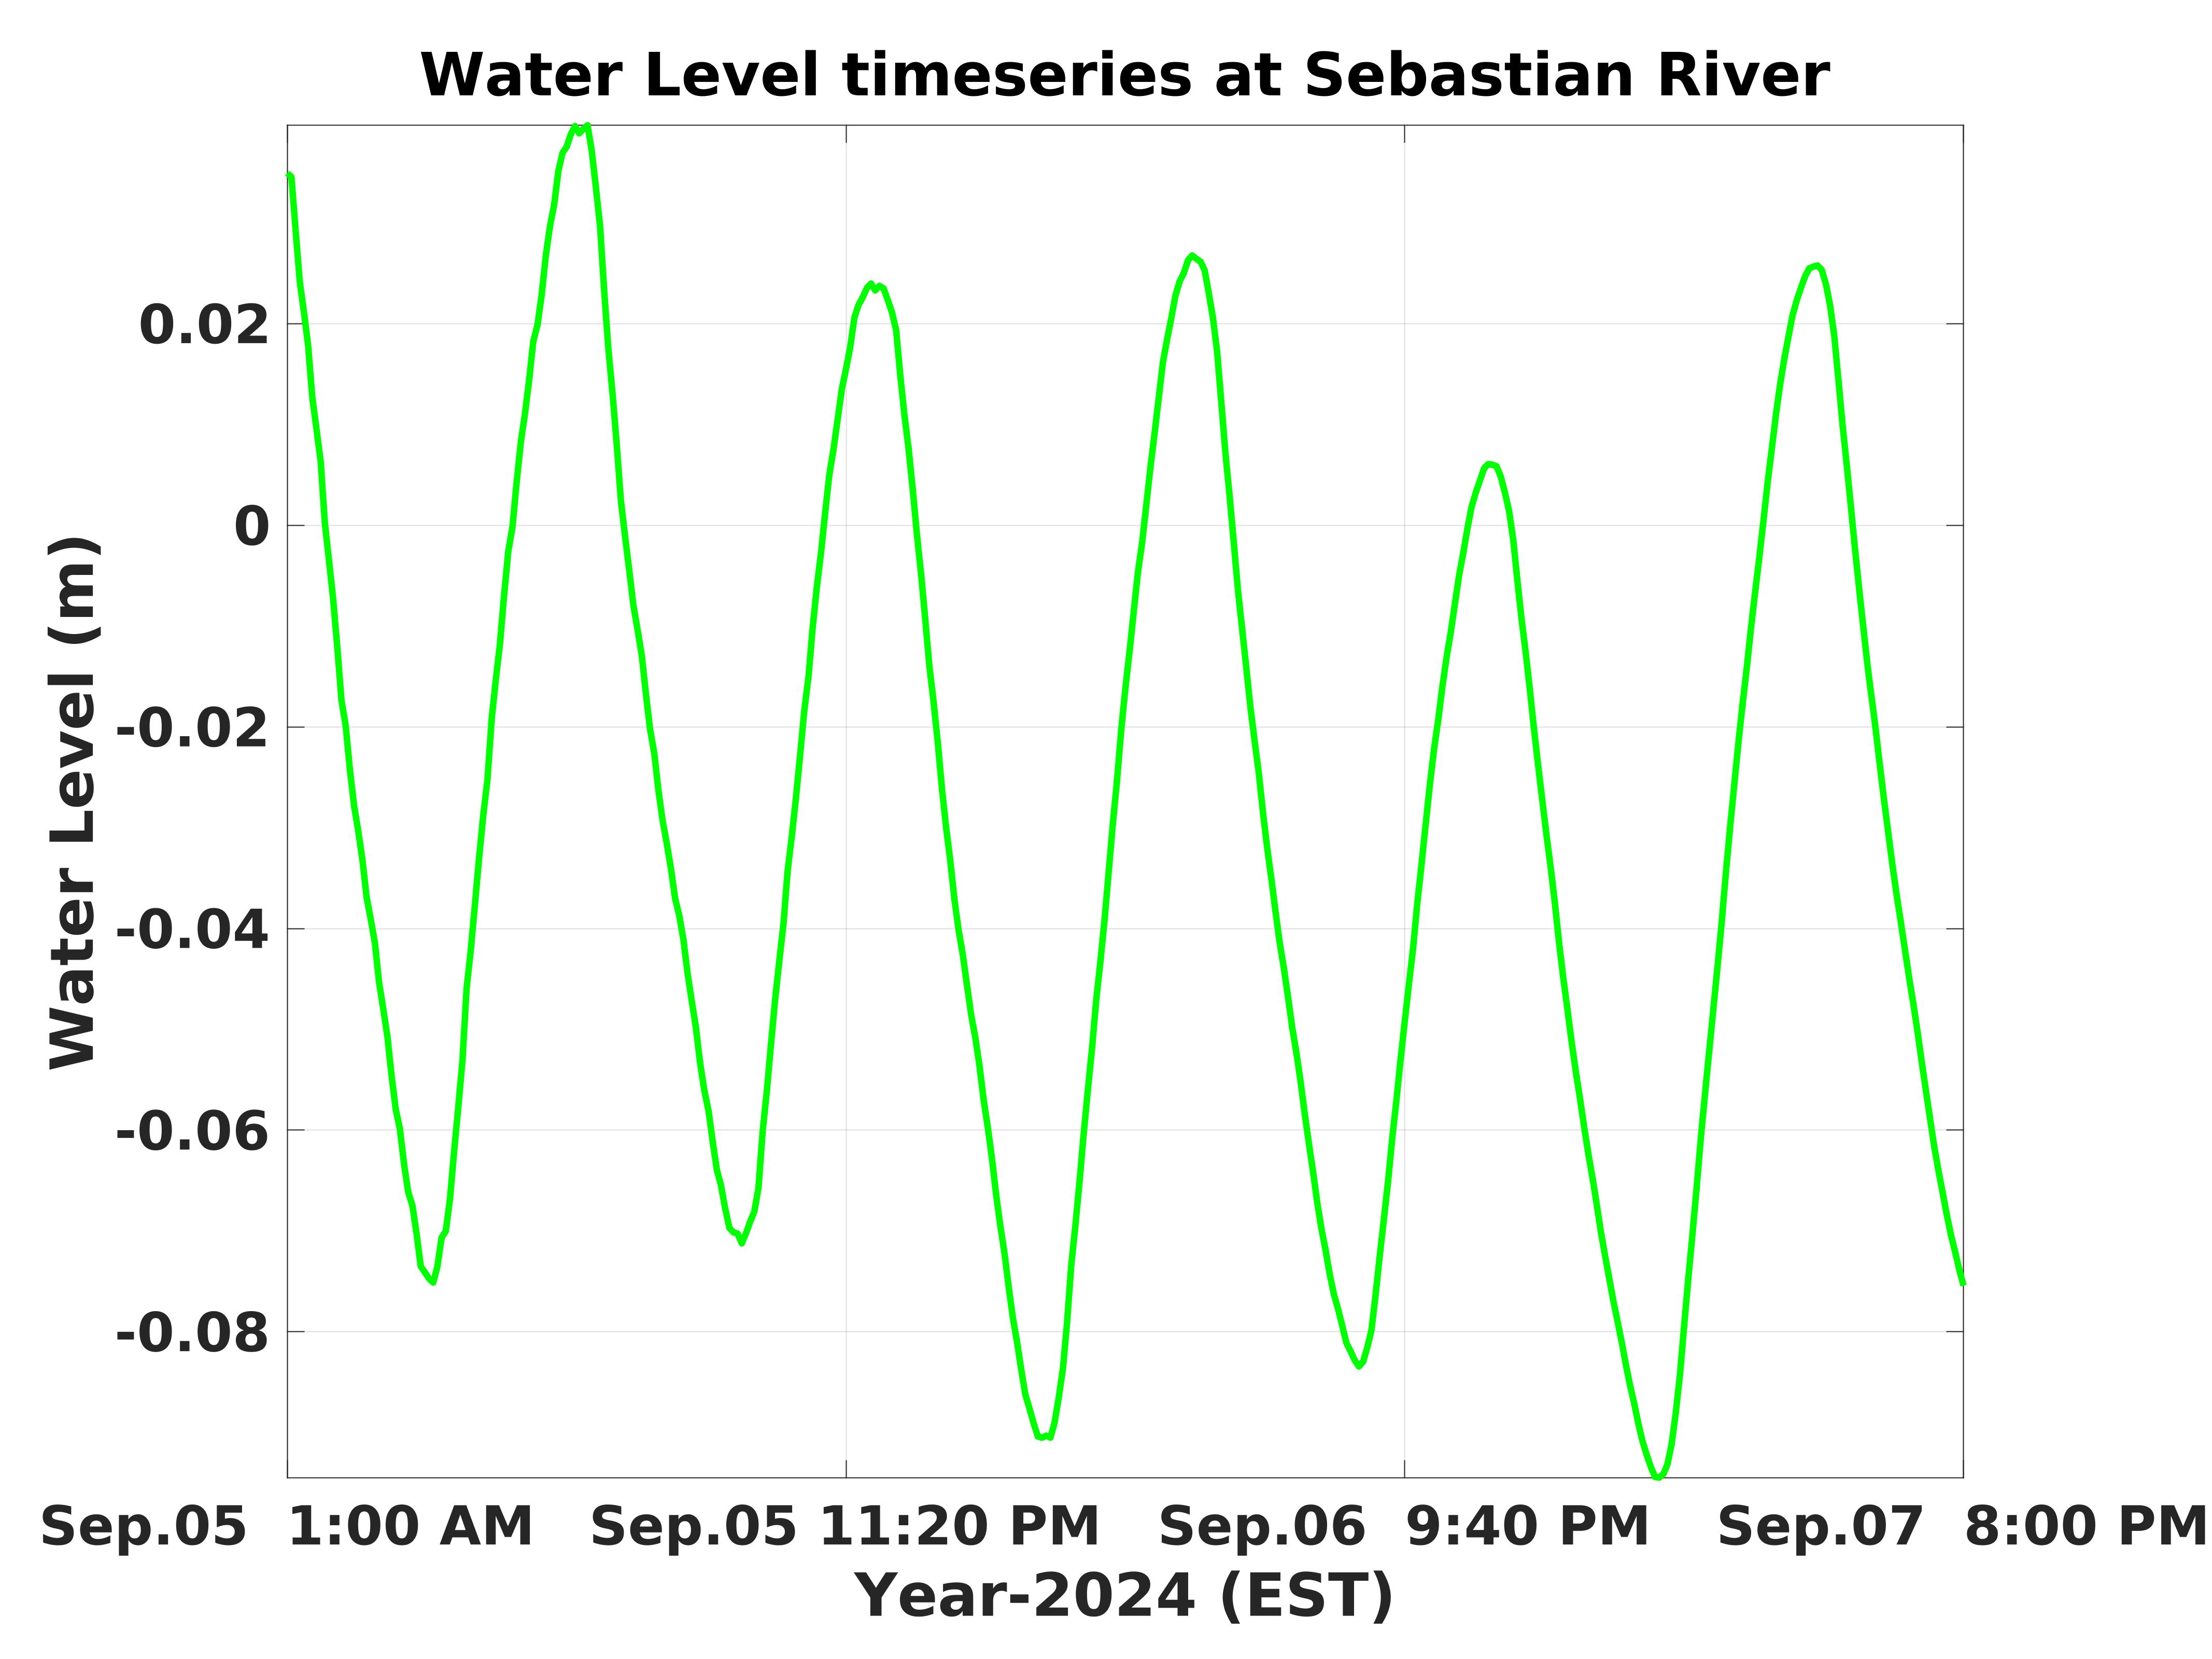 Water Level timeseries at Sebastian River
Water Level (m)
0.02
0
-0.02
-0.04
-0.06
-0.08
Sep.05 1:00 AM Sep.05 11:20 PM Sep.06 9:40 PM Sep.07 8:00 PM
Year-2024 (EST)